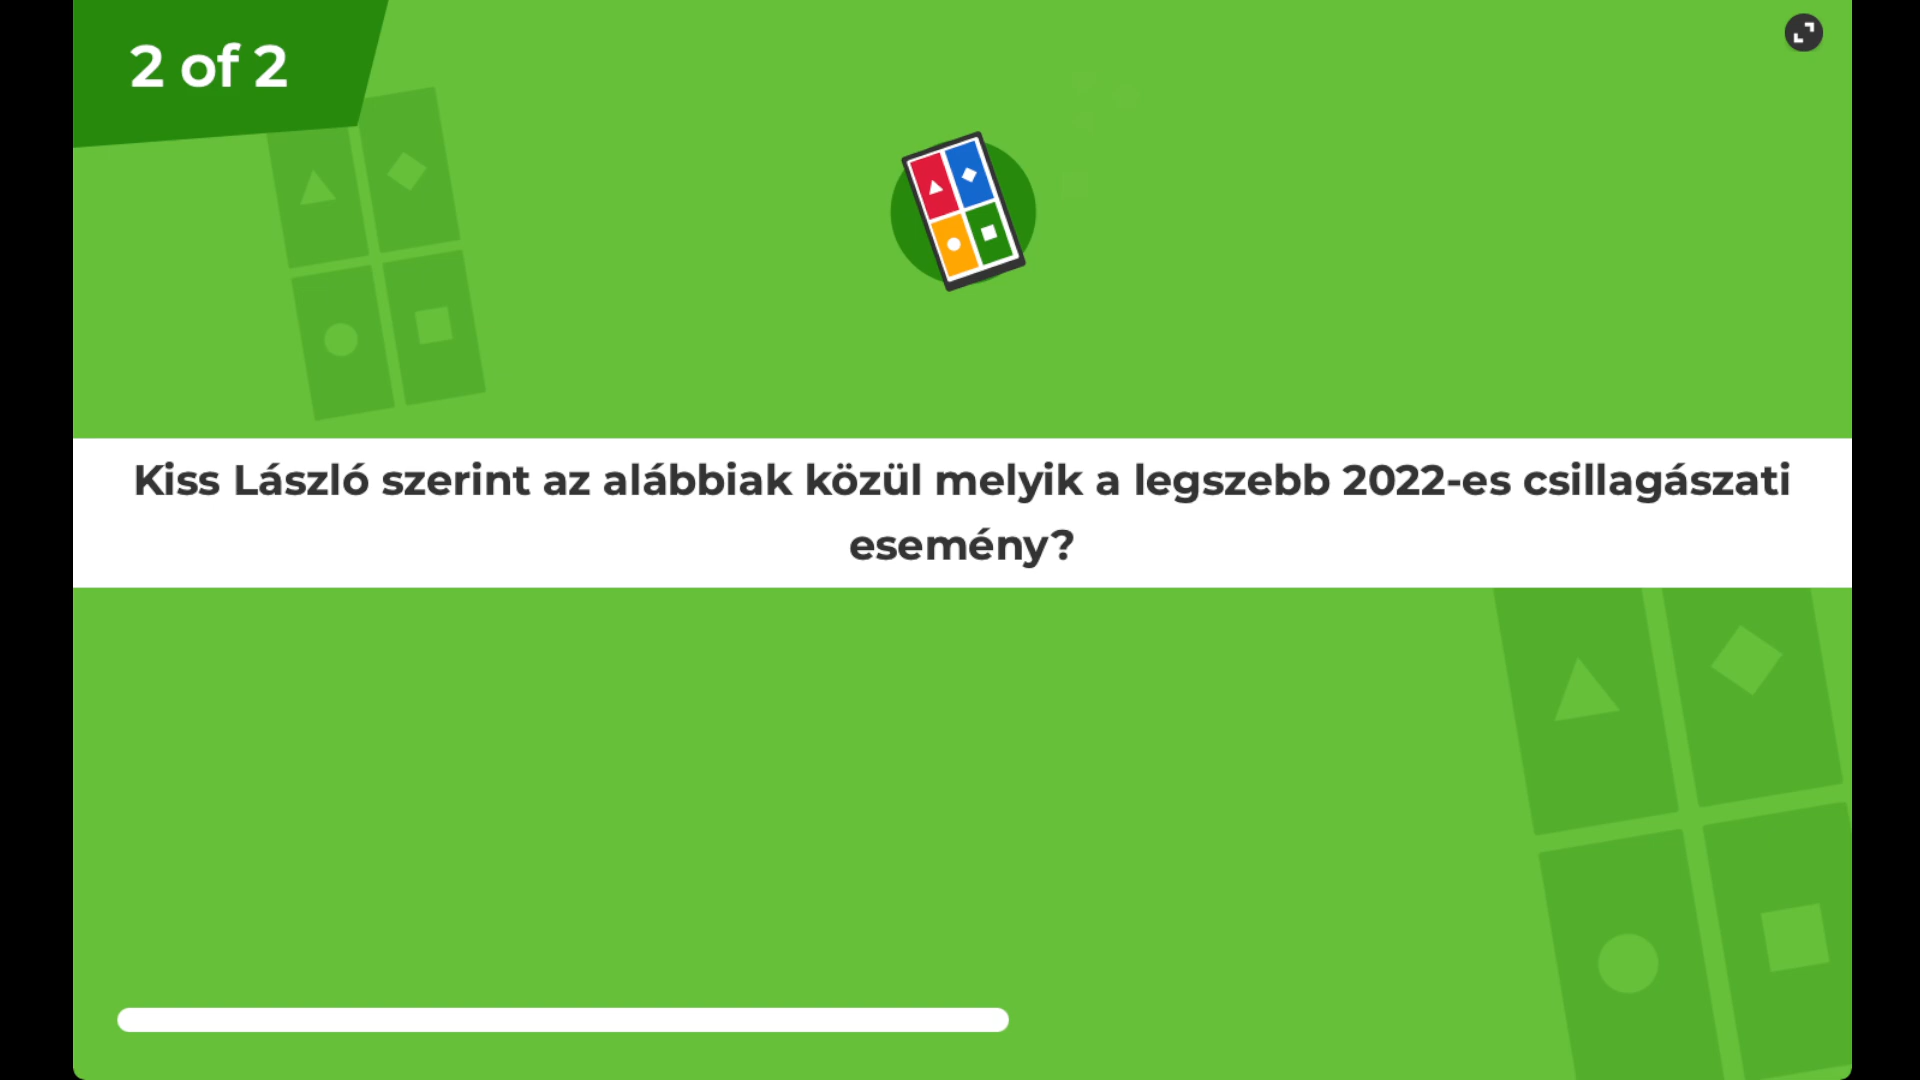 2 of 2
Kiss László szerint az alábbiak közül melyik a legszebb 2022-es csillagászati
esemény?